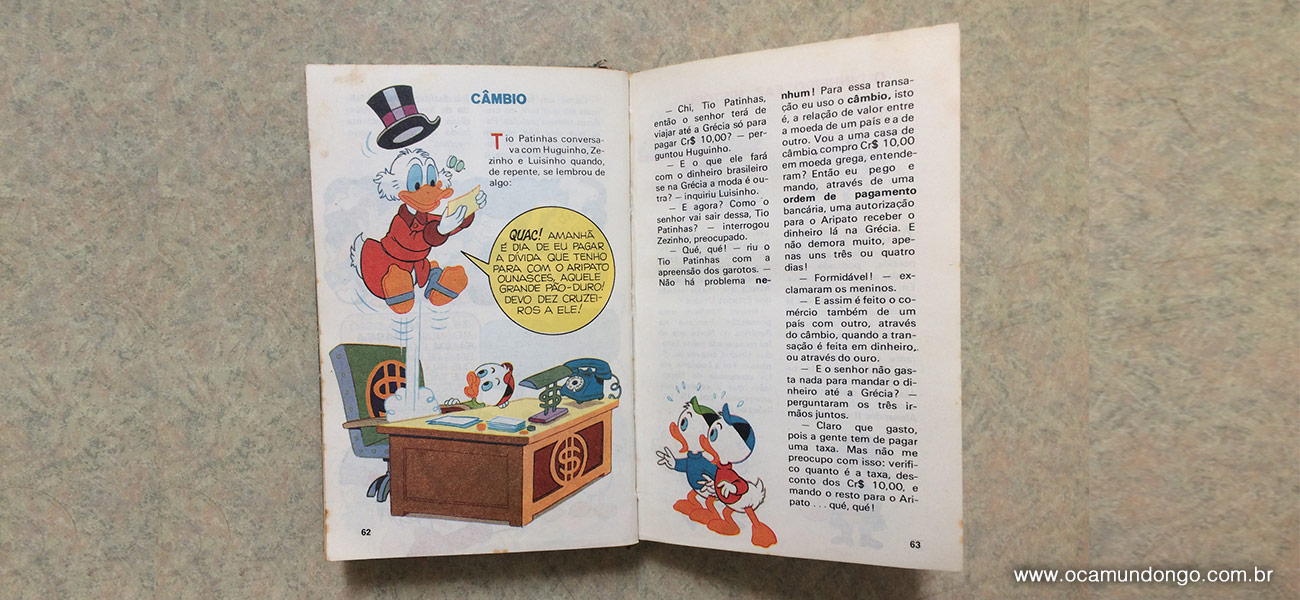 CÂMBIO
Tio Patinhas conversa-
va com Huguinho, Ze-
zinho e Luisinho quando,
de repente, se lembrou de
algo:
QUAC! AMANHÃ
É DIA DE EU PAGAR
A DÍVIDA QUE TENHO
PARA COM O ARIPATO
OUNASCES, AQUELE
GRANDE PÃO-DURO!
DEVO DEZ CRUZEI-
ROS A ELE!
62
— Chi, Tio Patinhas,
então o senhor terá de
viajar até a Grécia só para
pagar Cr$ 10,00? — per-
guntou Huguinho.
— E o que ele fará
com o dinheiro brasileiro
se na Grécia a moda é ou-
tra? — inquiriu Luisinho.
— E agora? Como o
senhor vai sair dessa, Tio
Patinhas? — interrogou
Zezinho, preocupado.
— Qué, qué! — riu o
Tio Patinhas com a
apreensão dos garotos. —
Não há problema ne-
nhum! Para essa transa-
ção eu uso o câmbio, isto
é, a relação de valor entre
a moeda de um país e a de
outro. Vou a uma casa de
câmbio, compro Cr$ 10,00
em moeda grega, entende-
ram? Então eu pego e
mando, através de uma
ordem de pagamento
bancária, uma autorização
para o Aripato receber o
dinheiro lá na Grécia. E
não demora muito, ape-
nas uns três ou quatro
dias!
— Formidável! — ex-
clamaram os meninos.
— E assim é feito o co-
mércio também de um
país com outro, através
do câmbio, quando a tran-
sação é feita em dinheiro,
ou através do ouro.
— E o senhor não gas-
ta nada para mandar o di-
nheiro até a Grécia? —
perguntaram os três ir-
mãos juntos.
— Claro que gasto,
pois a gente tem de pagar
uma taxa. Mas não me
preocupo com isso: verifi-
co quanto é a taxa, des-
conto dos Cr$ 10,00, e
mando o resto para o Ari-
pato . . . qué, qué!
63
www.ocamundongo.com.br